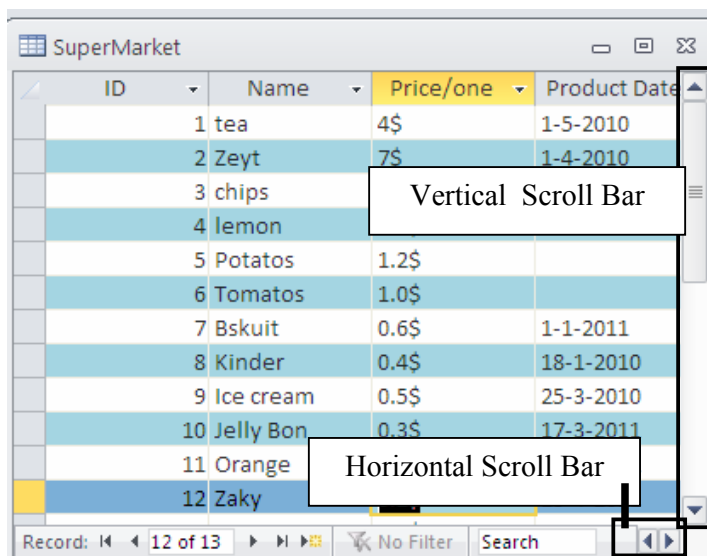 SuperMarket
ID Name Price/one Product Date
1 tea 4$ 1-5-2010
2 Zeyt 7$ 1-4-2010
3 chips
Vertical Scroll Bar
4 lemon
5 Potatos 1.2$
6 Tomatos 1.0$
7 Bskuit 0.6$ 1-1-2011
8 Kinder 0.4$ 18-1-2010
9 Ice cream 0.5$ 25-3-2010
10 Jelly Bon 0.3$ 17-3-2011
11 Orange
Horizontal Scroll Bar
12 Zaky
Record: 12 of 13 No Filter Search